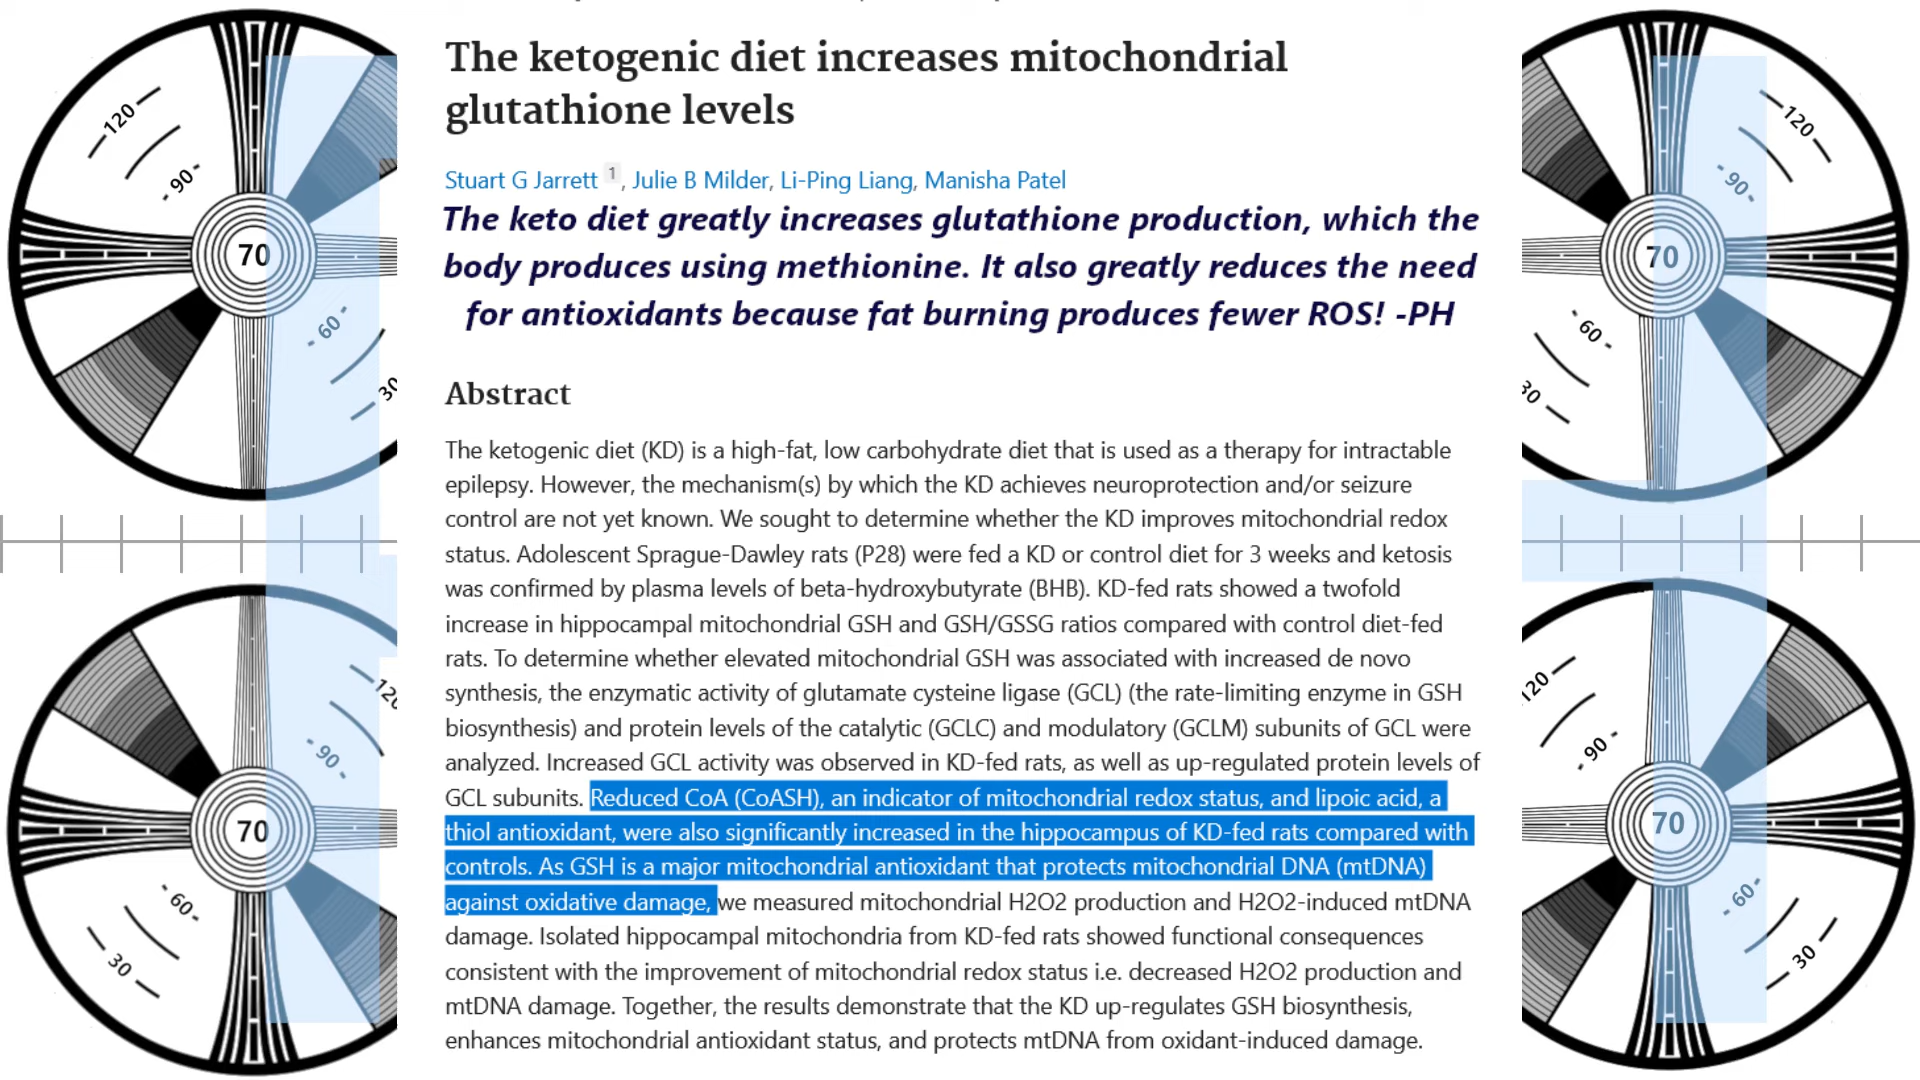 The ketogenic diet increases mitochondrial
glutathione levels
Stuart G Jarrett 1, Julie B Milder, Li-Ping Liang, Manisha Patel
The keto diet greatly increases glutathione production, which the
body produces using methionine. It also greatly reduces the need
for antioxidants because fat burning produces fewer ROS! -PH
Abstract
The ketogenic diet (KD) is a high-fat, low carbohydrate diet that is used as a therapy for intractable
epilepsy. However, the mechanism(s) by which the KD achieves neuroprotection and/or seizure
control are not yet known. We sought to determine whether the KD improves mitochondrial redox
status. Adolescent Sprague-Dawley rats (P28) were fed a KD or control diet for 3 weeks and ketosis
was confirmed by plasma levels of beta-hydroxybutyrate (BHB). KD-fed rats showed a twofold
increase in hippocampal mitochondrial GSH and GSH/GSSG ratios compared with control diet-fed
rats. To determine whether elevated mitochondrial GSH was associated with increased de novo
synthesis, the enzymatic activity of glutamate cysteine ligase (GCL) (the rate-limiting enzyme in GSH
biosynthesis) and protein levels of the catalytic (GCLC) and modulatory (GCLM) subunits of GCL were
analyzed. Increased GCL activity was observed in KD-fed rats, as well as up-regulated protein levels of
GCL subunits. Reduced CoA (CoASH), an indicator of mitochondrial redox status, and lipoic acid, a
thiol antioxidant, were also significantly increased in the hippocampus of KD-fed rats compared with
controls. As GSH is a major mitochondrial antioxidant that protects mitochondrial DNA (mtDNA)
against oxidative damage, we measured mitochondrial H2O2 production and H2O2-induced mtDNA
damage. Isolated hippocampal mitochondria from KD-fed rats showed functional consequences
consistent with the improvement of mitochondrial redox status i.e. decreased H2O2 production and
mtDNA damage. Together, the results demonstrate that the KD up-regulates GSH biosynthesis,
enhances mitochondrial antioxidant status, and protects mtDNA from oxidant-induced damage.
120
- 90 -
70
- 60 -
30
120
- 90 -
70
- 60 -
30
120
- 90 -
70
- 60 -
30
120
- 90 -
70
- 60 -
30